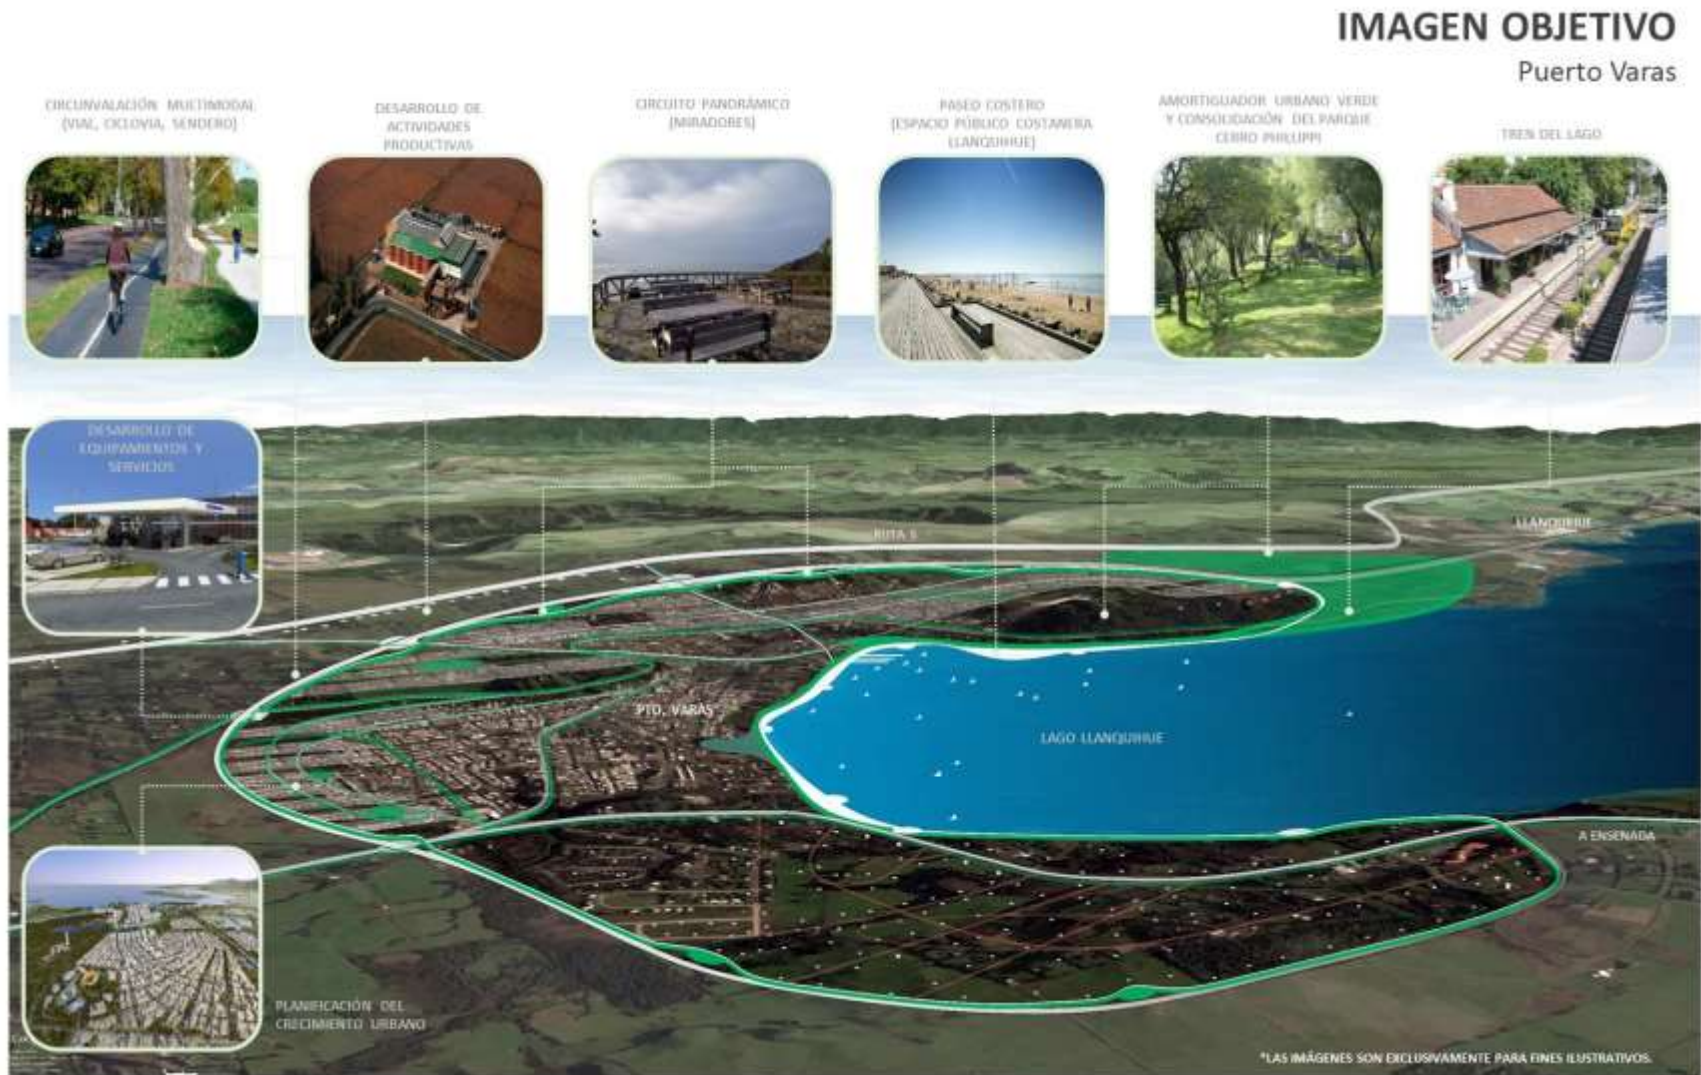 IMAGEN OBJETIVO
Puerto Varas
CIRCUNVALACIÓN MULTIMODAL
(VIAL, CICLOVIA, SENDERO)
DESARROLLO DE
ACTIVIDADES
PRODUCTIVAS
CIRCUITO PANORÁMICO
(MIRADORES)
PASEO COSTERO
(ESPACIO PÚBLICO COSTANERA
LLANQUIHUE)
AMORTIGUADOR URBANO VERDE
Y CONSOLIDACIÓN DEL PARQUE
CERRO PHILIPPI
TREN DEL LAGO
DESARROLLO DE
EQUIPAMIENTOS Y
SERVICIOS
RUTA 5
LLANQUIHUE
PTO. VARAS
LAGO LLANQUIHUE
A ENSENADA
PLANIFICACIÓN DEL
CRECIMIENTO URBANO
*LAS IMÁGENES SON EXCLUSIVAMENTE PARA FINES ILUSTRATIVOS.